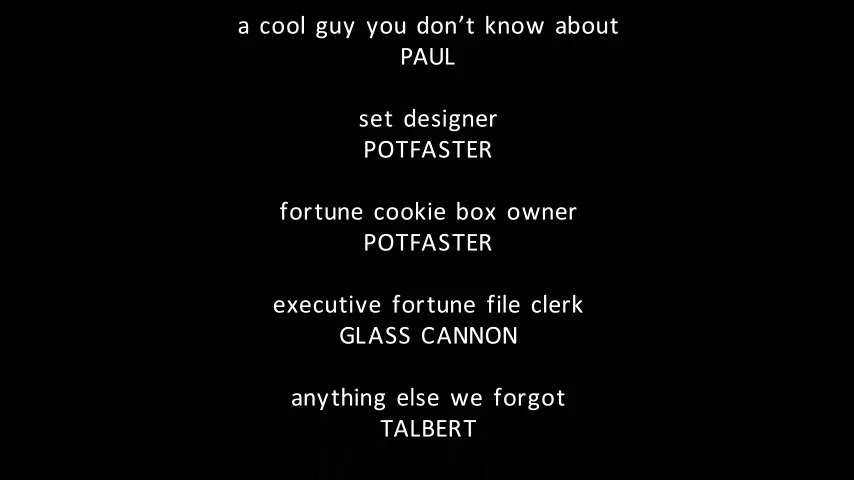 a cool guy you don’t know about
PAUL
set designer
POTFASTER
fortune cookie box owner
POTFASTER
executive fortune file clerk
GLASS CANNON
anything else we forgot
TALBERT